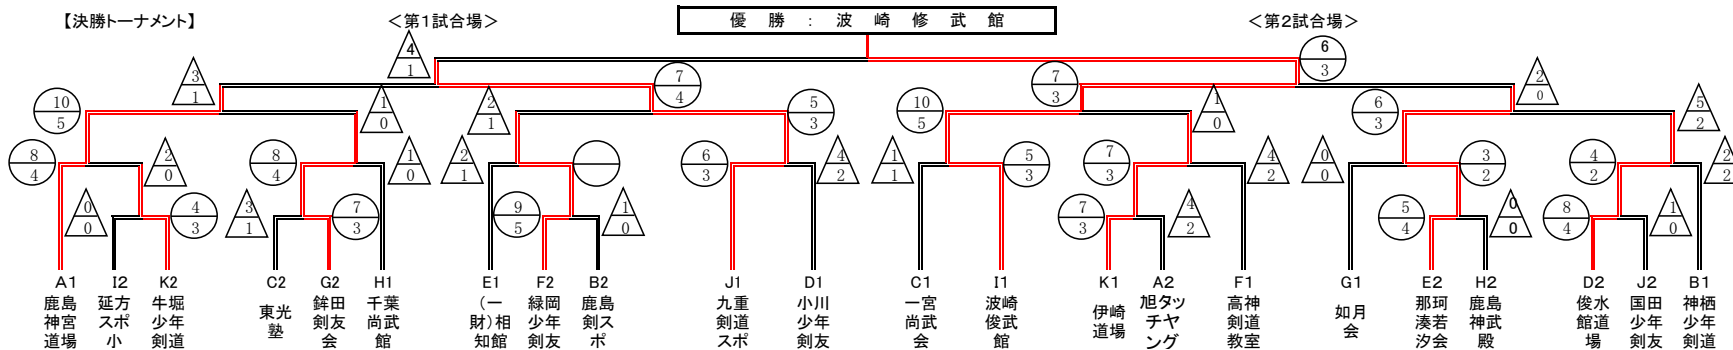 【決勝トーナメント】 ＜第1試合場＞ 優勝：波崎修武館 ＜第2試合場＞
4 6
1 3
3 7 7 2
1 4 3 0
10 1 2 5 10 1 6 5
5 0 1 3 5 0 3 2
8 2 8 1 2 6 4 1 5 7 4 0 3 4 2
4 0 4 0 1 3 2 1 3 3 2 0 2 2 2
0 4 3 7 9 1 7 4 5 0 8 1
0 3 1 3 5 0 3 2 4 0 4 0
A1 I2 K2 C2 G2 H1 E1 F2 B2 J1 D1 C1 I1 K1 A2 F1 G1 E2 H2 D2 J2 B1
鹿島神宮道場
延方スポ小
牛堀少年剣道
東光塾
鉾田剣友会
千葉尚武館
（一財）相知館
緑岡少年剣友
鹿島剣スポ
九重剣道スポ
小川少年剣友
一宮尚武会
波崎修武館
伊崎道場
旭タッチヤング
高神剣道教室
如月会
那珂湊若汐会
鹿島神武殿
俊水館道場
国田少年剣友
神栖少年剣道